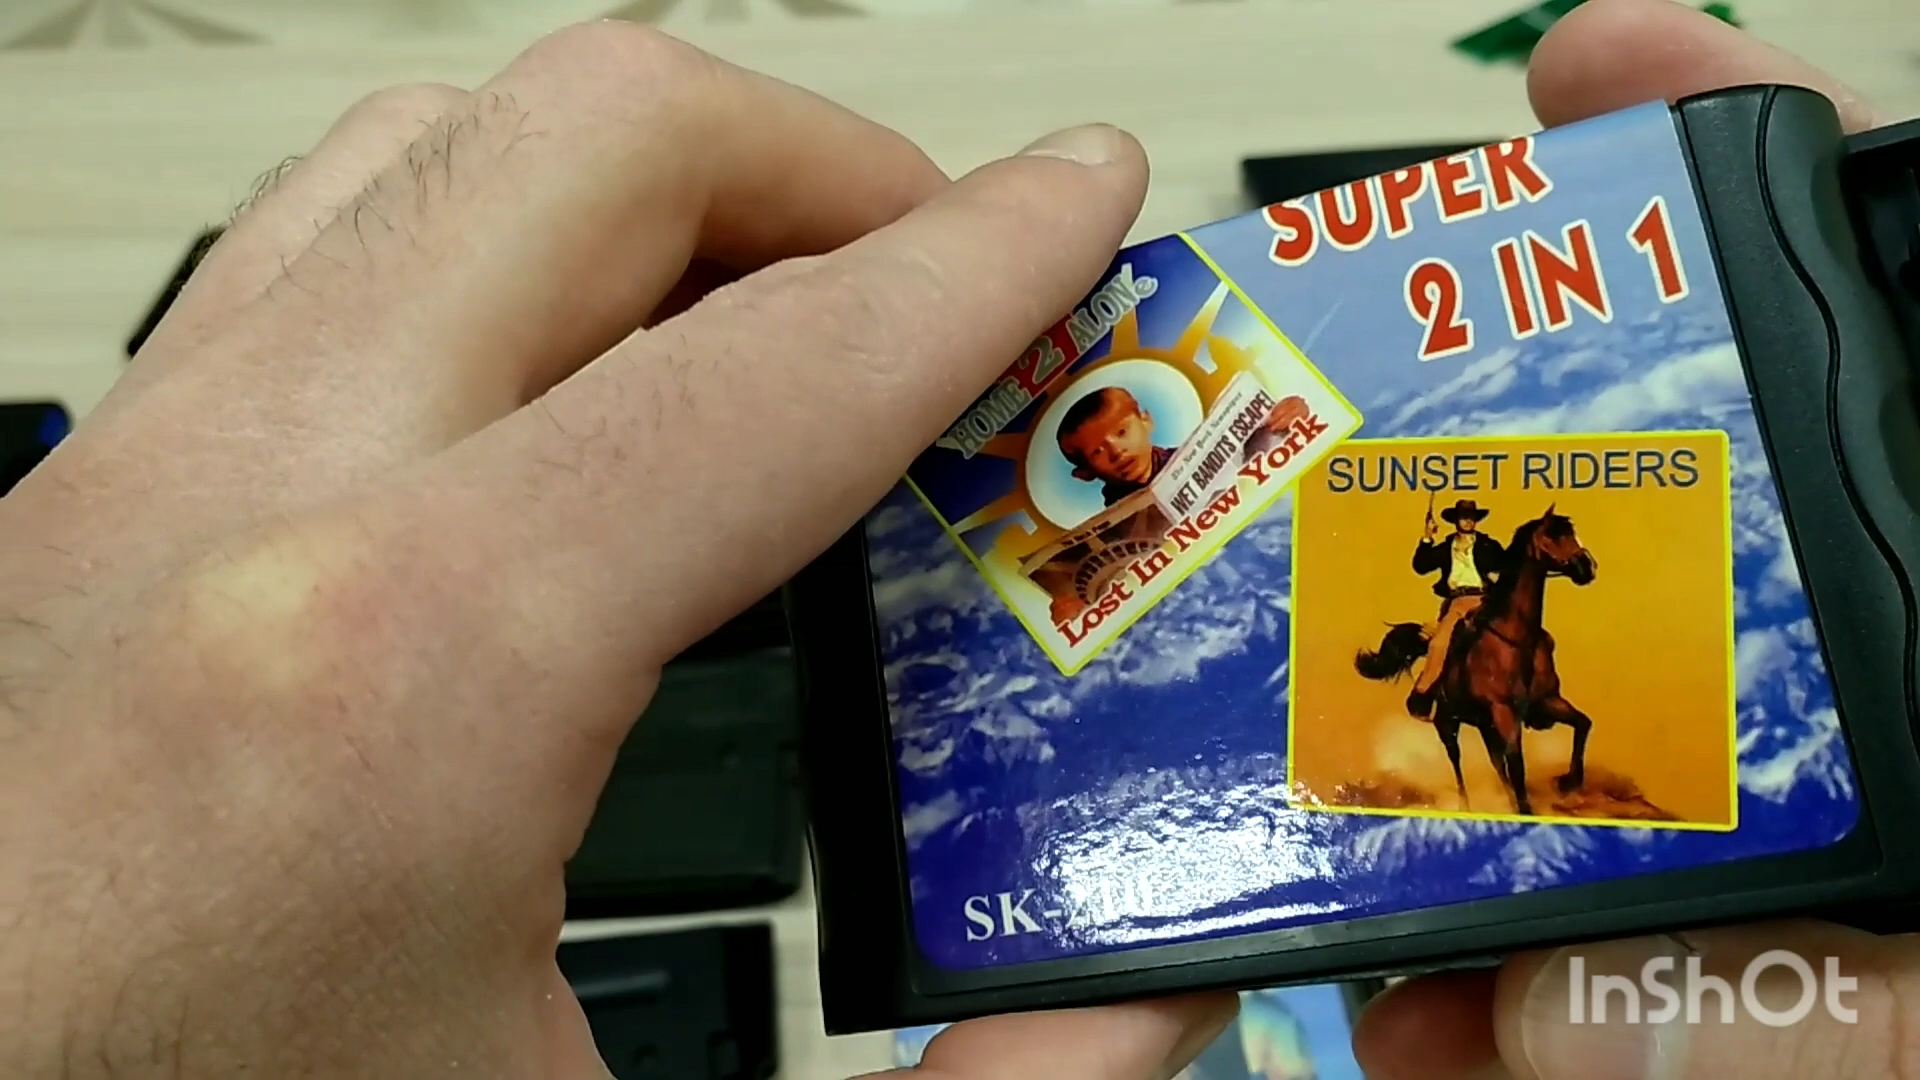 SUPER
2 IN 1
HOME 2 ALONe
WET BANDITS ESCAPE!
Lost In New York
SUNSET RIDERS
InShOt